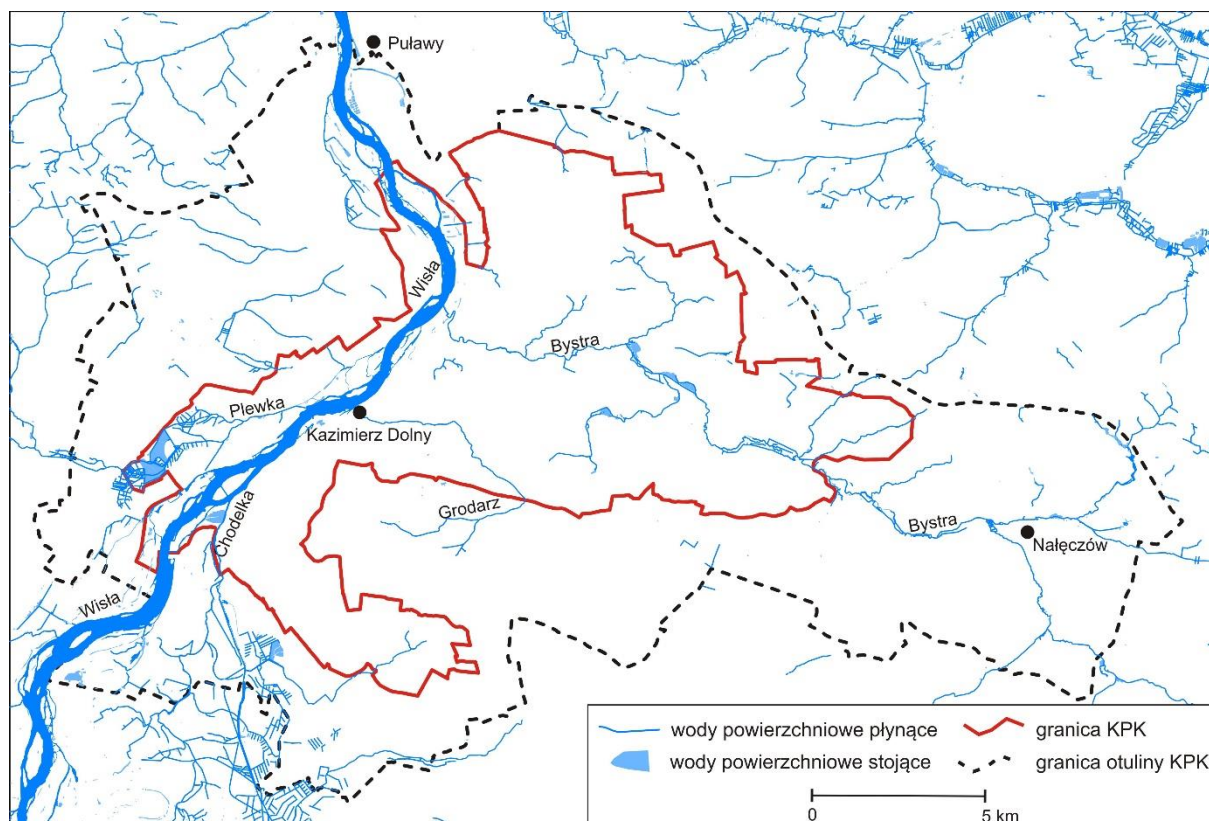 Puławy
Wisła
Bystra
Plewka
Kazimierz Dolny
Chodelka
Grodarz
Bystra
Nałęczów
Wisła
wody powierzchniowe płynące
granica KPK
wody powierzchniowe stojące
granica otuliny KPK
0
5 km